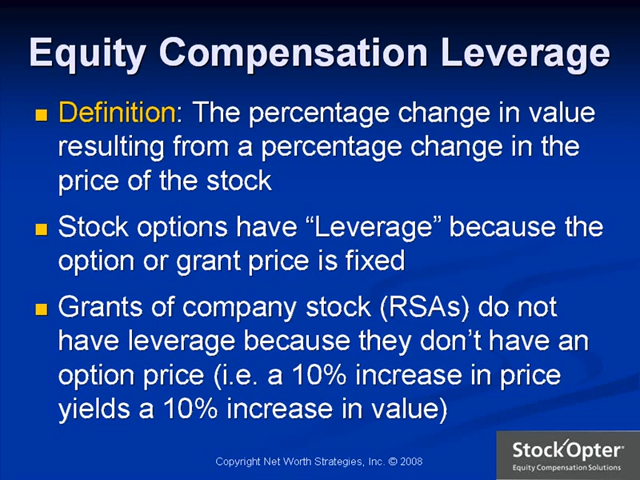 Equity Compensation Leverage
Definition: The percentage change in value
resulting from a percentage change in the
price of the stock
Stock options have “Leverage” because the
option or grant price is fixed
Grants of company stock (RSAs) do not
have leverage because they don’t have an
option price (i.e. a 10% increase in price
yields a 10% increase in value)
Copyright Net Worth Strategies, Inc. © 2008
Stock’Opter®
Equity Compensation Solutions